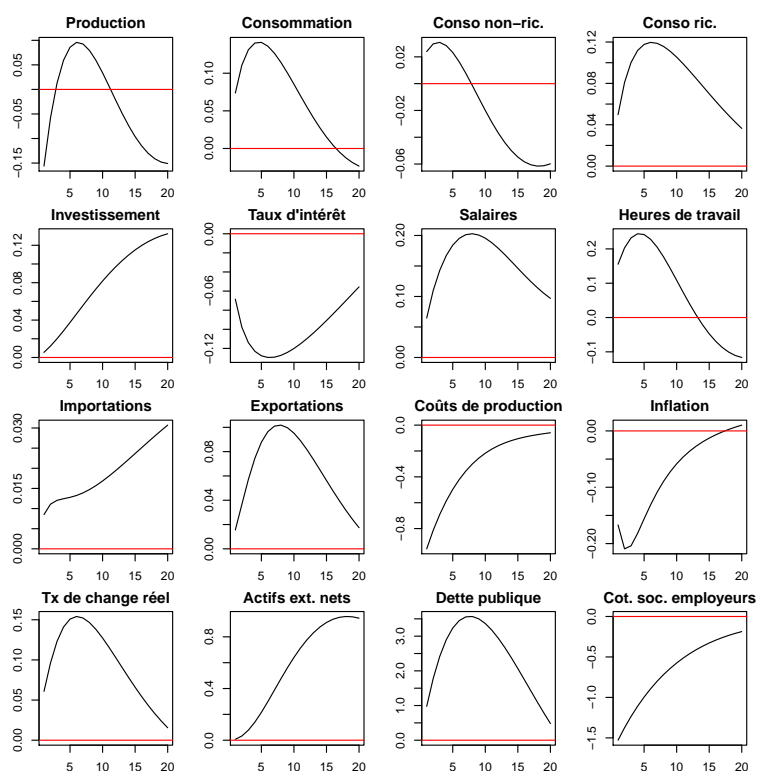 Production Consommation Conso non−ric. Conso ric.
0.05
−0.05
−0.15
5 10 15 20
0.10
0.05
0.00
5 10 15 20
0.02
−0.02
−0.06
5 10 15 20
0.12
0.08
0.04
0.00
5 10 15 20
Investissement Taux d'intérêt Salaires Heures de travail
0.12
0.08
0.04
0.00
5 10 15 20
0.00
−0.06
−0.12
5 10 15 20
0.20
0.10
0.00
5 10 15 20
0.2
0.1
0.0
−0.1
5 10 15 20
Importations Exportations Coûts de production Inflation
0.030
0.015
0.000
5 10 15 20
0.08
0.04
0.00
5 10 15 20
0.0
−0.4
−0.8
5 10 15 20
0.00
−0.10
−0.20
5 10 15 20
Tx de change réel Actifs ext. nets Dette publique Cot. soc. employeurs
0.15
0.10
0.05
0.00
5 10 15 20
0.8
0.4
0.0
5 10 15 20
3.0
2.0
1.0
0.0
5 10 15 20
0.0
−0.5
−1.0
−1.5
5 10 15 20